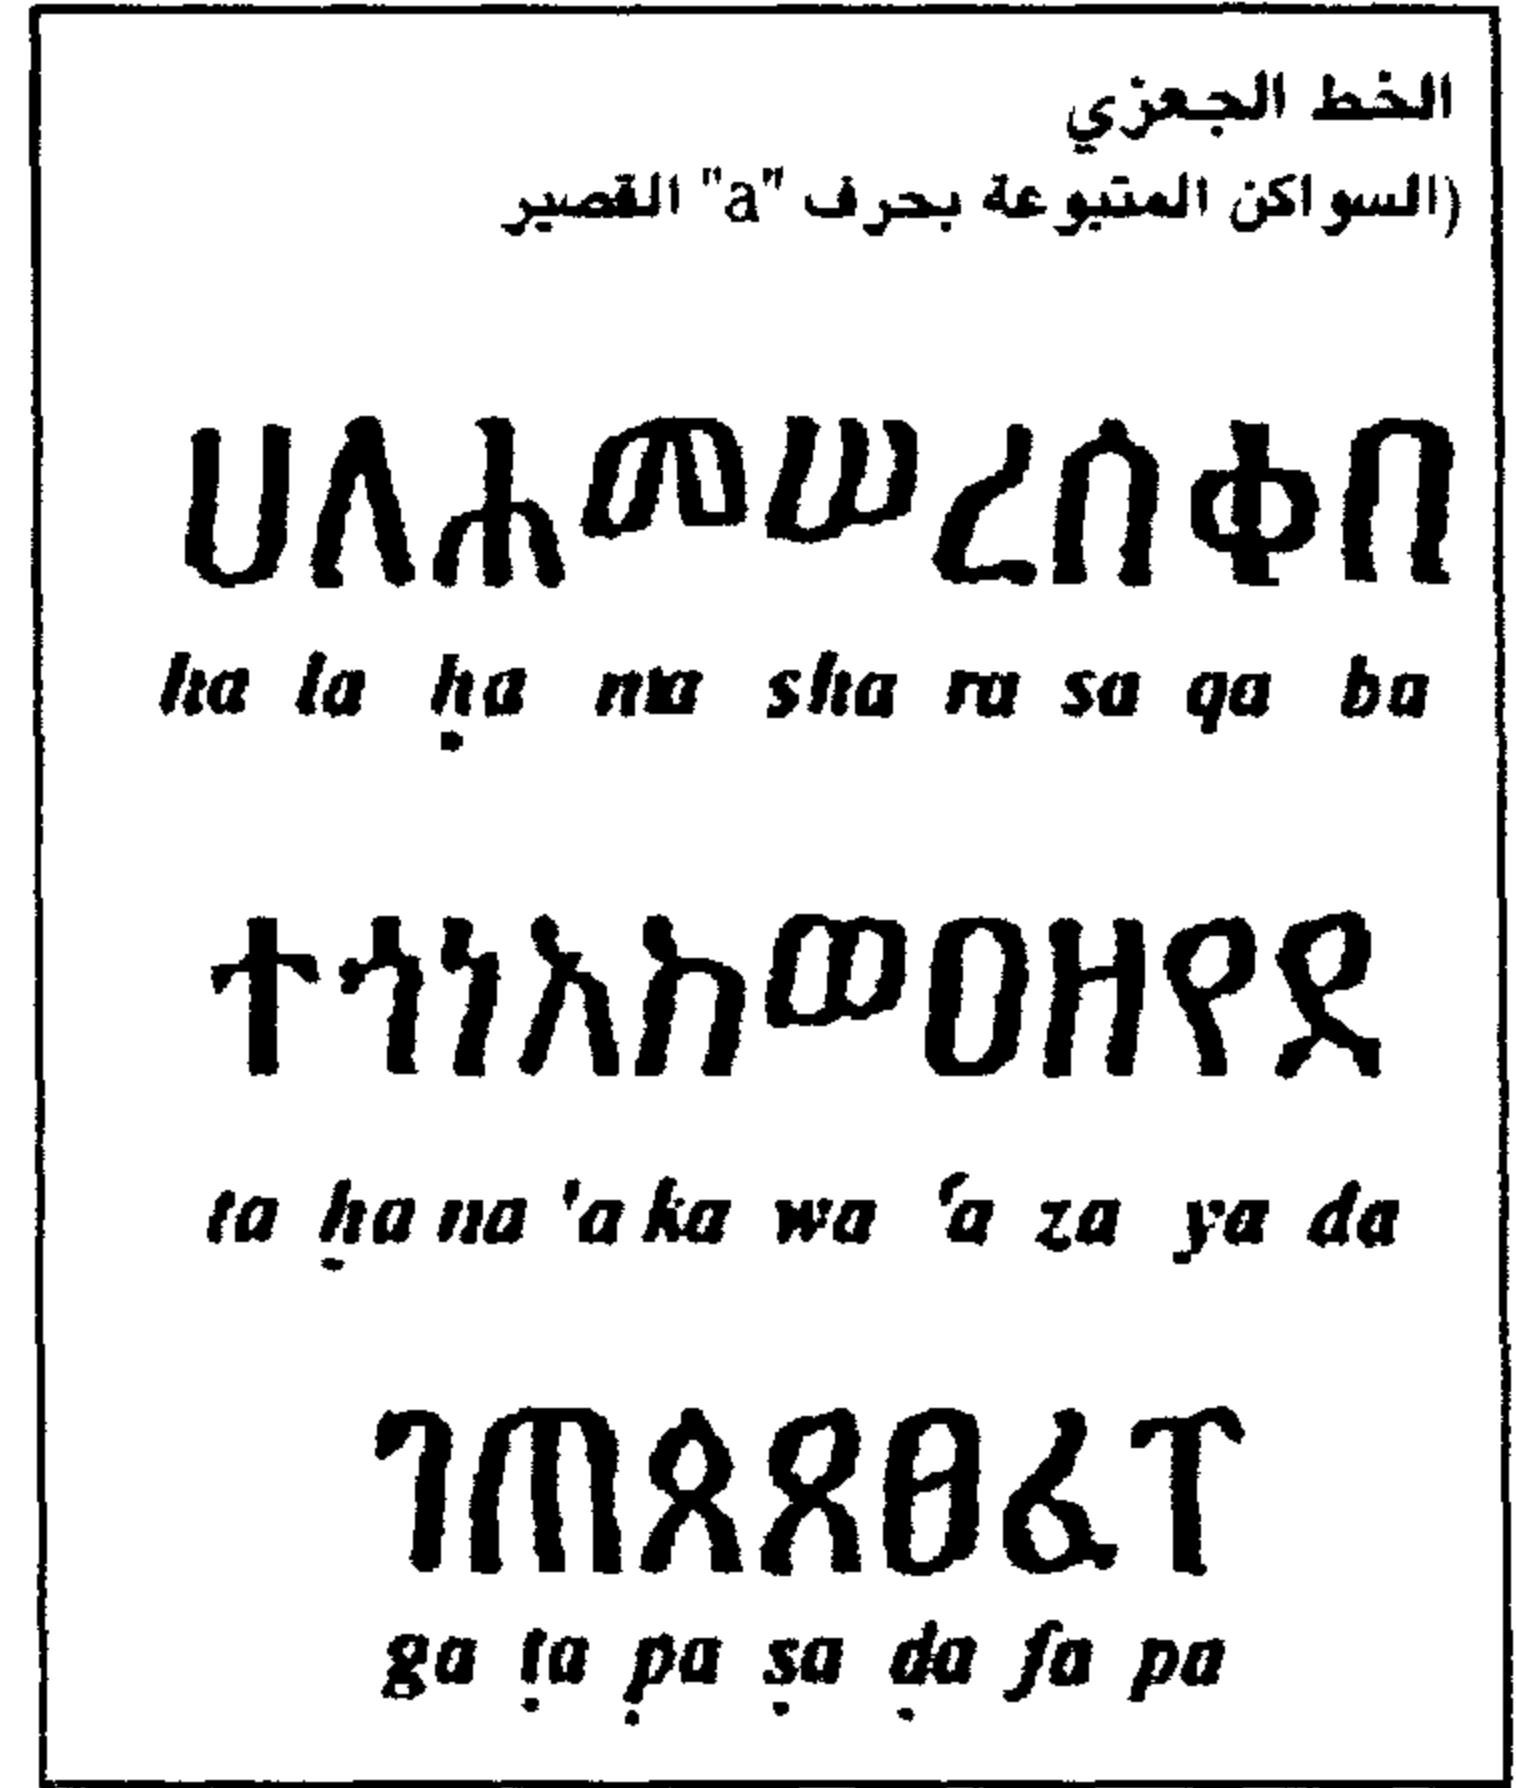 الخط الجعزي
(السواكن المتبوعة بحرف "a" القصير
ሀለሐመሠረሰቀበ
ha la ḥa ma sha ra sa qa ba
ተኀነአከወዐዘየደ
ta ḥa na 'a ka wa ‘a za ya da
ገጠጰጸፀፈፐ
ga ṭa p̣a ṣa ḍa fa pa